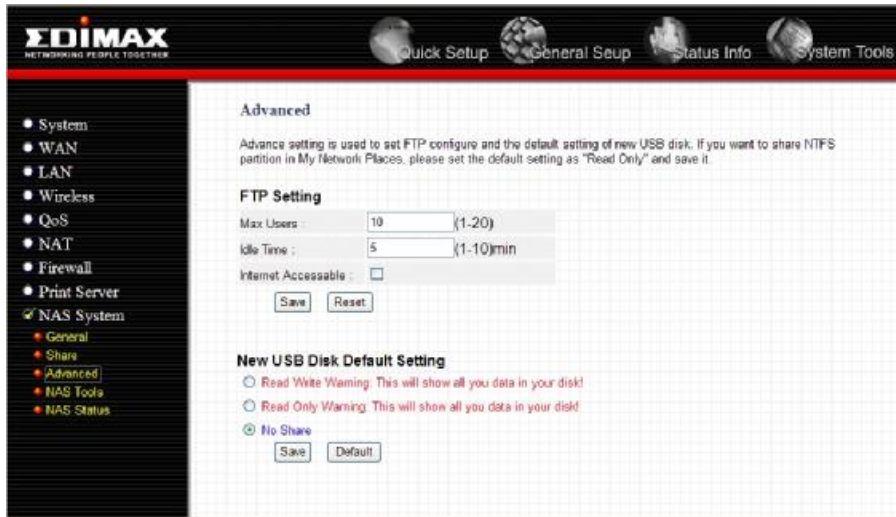 EDIMAX
NETWORKING PEOPLE TOGETHER
Quick Setup
General Seup
Status Info
System Tools
System
WAN
LAN
Wireless
QoS
NAT
Firewall
Print Server
NAS System
General
Share
Advanced
NAS Tools
NAS Status
Advanced
Advance setting is used to set FTP configure and the default setting of new USB disk. If you want to share NTFS
partition in My Network Places, please set the default setting as "Read Only" and save it.
FTP Setting
Max Users : 10 (1-20)
Idle Time : 5 (1-10)min
Internet Accessable :
Save Reset
New USB Disk Default Setting
Read Write Warning: This will show all you data in your disk!
Read Only Warning: This will show all you data in your disk!
No Share
Save Default